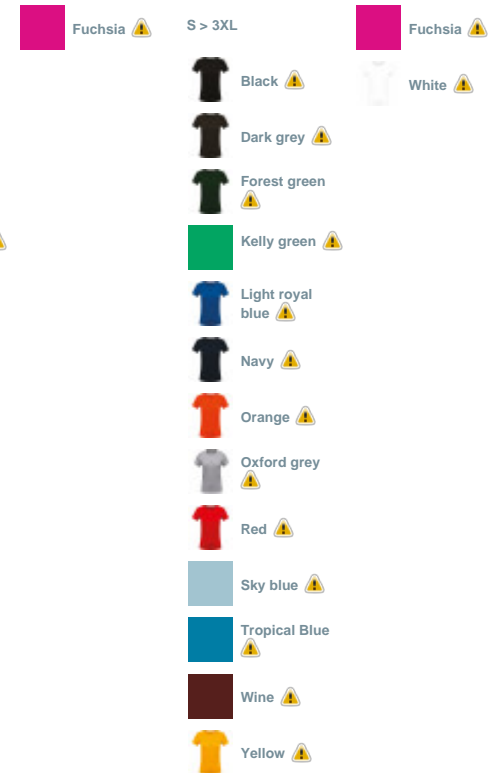 Fuchsia
S > 3XL
Black
Dark grey
Forest green
Kelly green
Light royal
blue
Navy
Orange
Oxford grey
Red
Sky blue
Tropical Blue
Wine
Yellow
Fuchsia
White